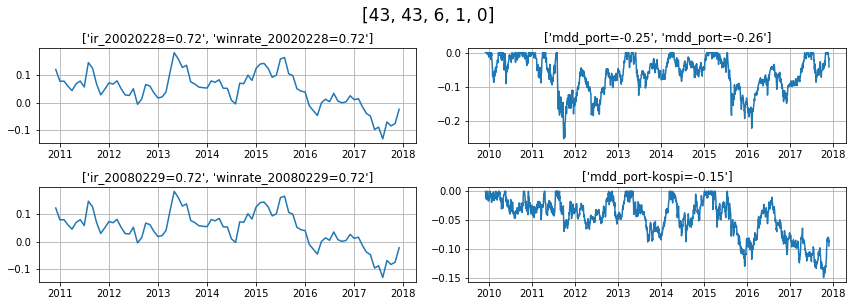 [43, 43, 6, 1, 0]
['ir_20020228=0.72', 'winrate_20020228=0.72']
0.1
0.0
−0.1
2011 2012 2013 2014 2015 2016 2017 2018
['mdd_port=-0.25', 'mdd_port=-0.26']
0.0
−0.1
−0.2
2010 2011 2012 2013 2014 2015 2016 2017 2018
['ir_20080229=0.72', 'winrate_20080229=0.72']
0.1
0.0
−0.1
2011 2012 2013 2014 2015 2016 2017 2018
['mdd_port-kospi=-0.15']
0.00
−0.05
−0.10
−0.15
2010 2011 2012 2013 2014 2015 2016 2017 2018